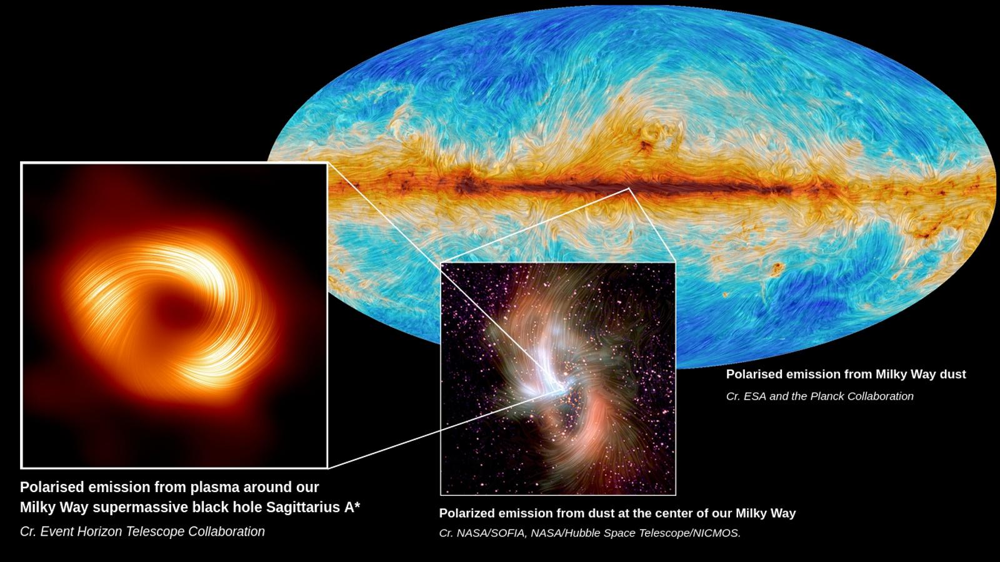 Polarised emission from Milky Way dust
Cr. ESA and the Planck Collaboration
Polarised emission from plasma around our
Milky Way supermassive black hole Sagittarius A*
Cr. Event Horizon Telescope Collaboration
Polarized emission from dust at the center of our Milky Way
Cr. NASA/SOFIA, NASA/Hubble Space Telescope/NICMOS.